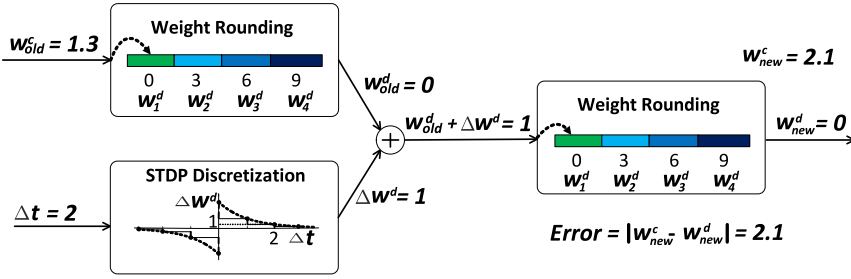 Weight Rounding
w^c_old = 1.3
0 3 6 9
w^d_1 w^d_2 w^d_3 w^d_4
w^d_old = 0
w^d_old + Δw^d = 1
+
STDP Discretization
Δw^d
1
2 Δt
Δt = 2
Δw^d = 1
w^c_new = 2.1
Weight Rounding
0 3 6 9
w^d_1 w^d_2 w^d_3 w^d_4
w^d_new = 0
Error = |w^c_new - w^d_new| = 2.1